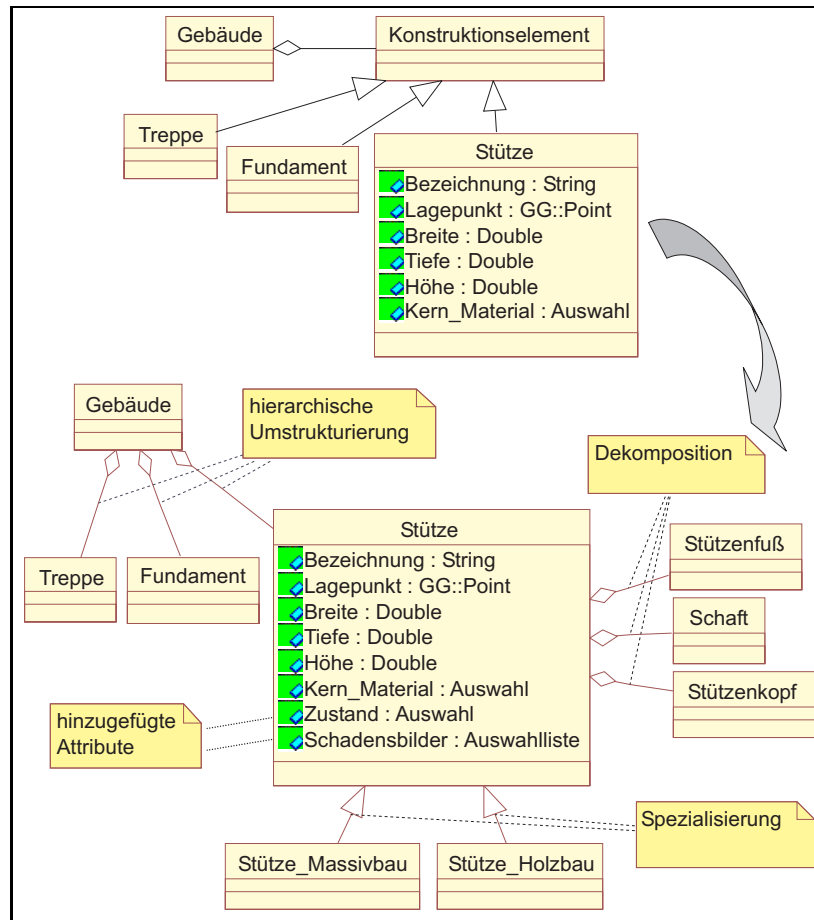 Gebäude
Konstruktionselement
Treppe
Fundament
Stütze
Bezeichnung : String
Lagepunkt : GG::Point
Breite : Double
Tiefe : Double
Höhe : Double
Kern_Material : Auswahl
Gebäude
hierarchische
Umstrukturierung
Dekomposition
Treppe
Fundament
Stütze
Bezeichnung : String
Lagepunkt : GG::Point
Breite : Double
Tiefe : Double
Höhe : Double
Kern_Material : Auswahl
Zustand : Auswahl
Schadensbilder : Auswahlliste
Stützenfuß
Schaft
Stützenkopf
hinzugefügte
Attribute
Spezialisierung
Stütze_Massivbau
Stütze_Holzbau